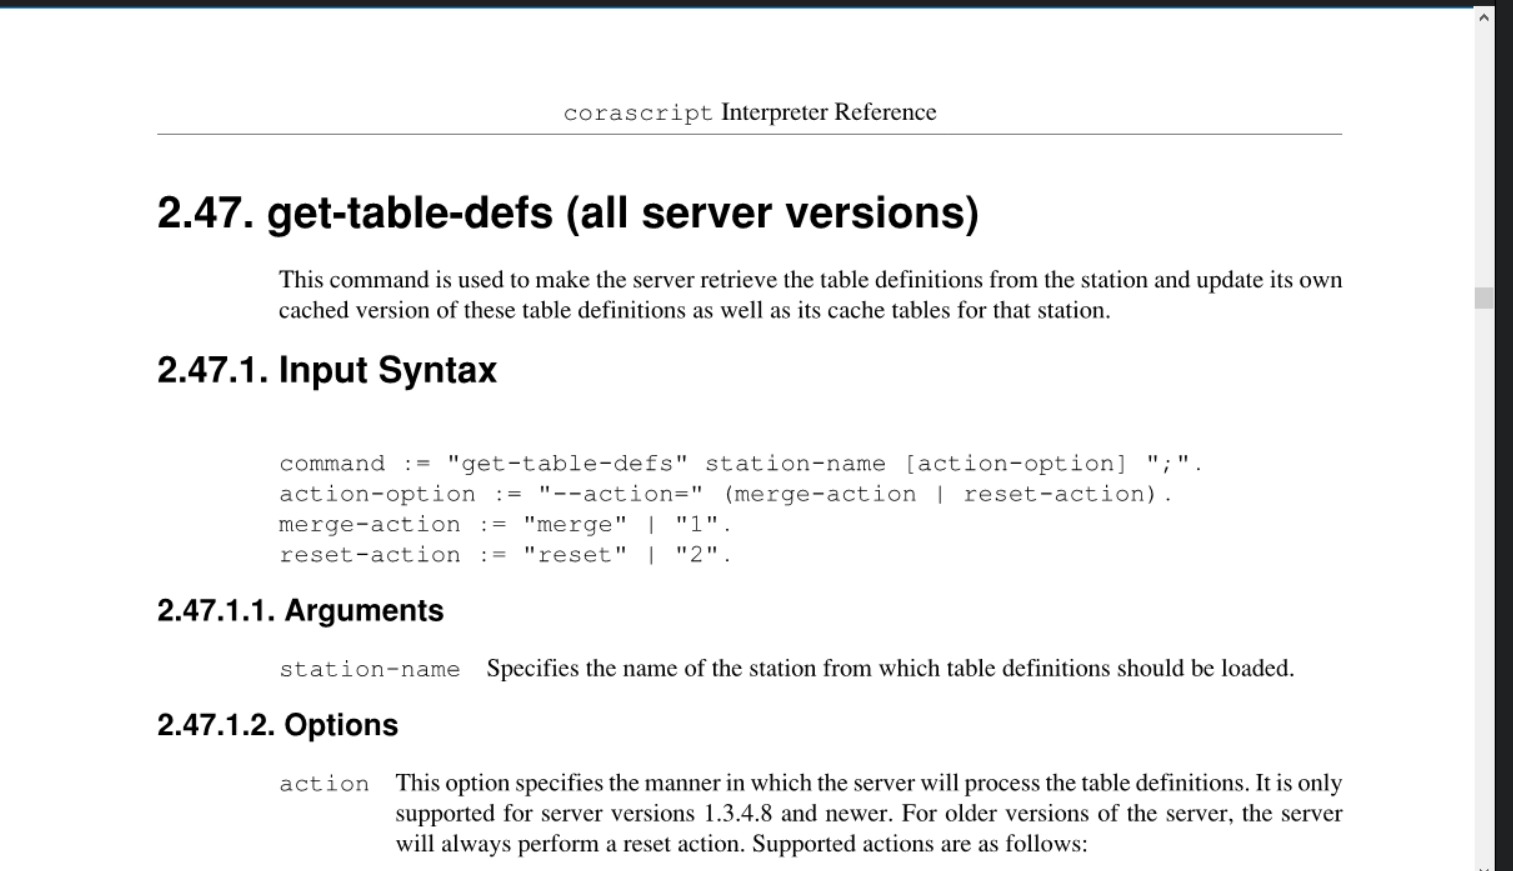 corascript Interpreter Reference
2.47. get-table-defs (all server versions)
This command is used to make the server retrieve the table definitions from the station and update its own
cached version of these table definitions as well as its cache tables for that station.
2.47.1. Input Syntax
command := "get-table-defs" station-name [action-option] ";".
action-option := "--action=" (merge-action | reset-action).
merge-action := "merge" | "1".
reset-action := "reset" | "2".
2.47.1.1. Arguments
station-name Specifies the name of the station from which table definitions should be loaded.
2.47.1.2. Options
action This option specifies the manner in which the server will process the table definitions. It is only
supported for server versions 1.3.4.8 and newer. For older versions of the server, the server
will always perform a reset action. Supported actions are as follows: